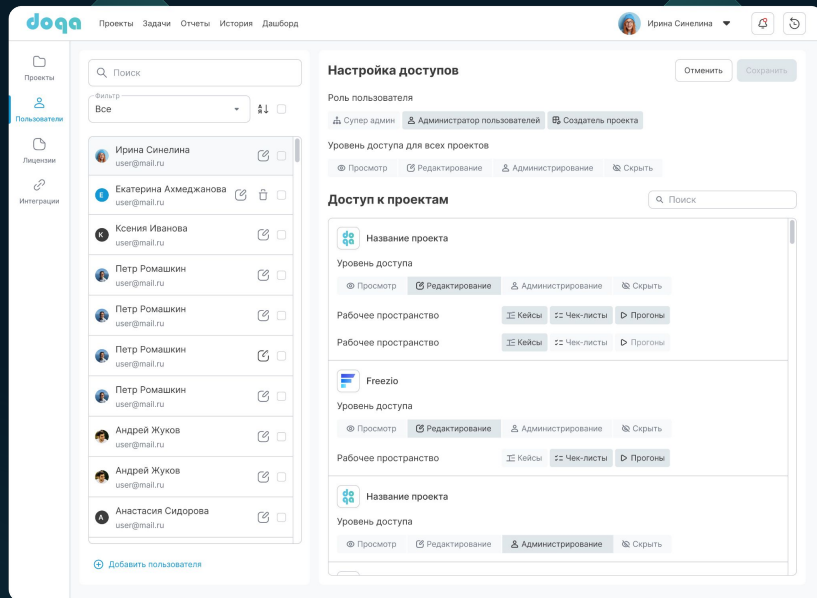 doqa
Проекты Задачи Отчеты История Дашборд
Ирина Синелина
Проекты
Пользователи
Лицензии
Интеграции
Поиск
Фильтр
Все
Ирина Синелина
user@mail.ru
Екатерина Ахмеджанова
E
user@mail.ru
Ксения Иванова
K
user@mail.ru
Петр Ромашкин
user@mail.ru
Петр Ромашкин
user@mail.ru
Петр Ромашкин
user@mail.ru
Петр Ромашкин
user@mail.ru
Андрей Жуков
user@mail.ru
Андрей Жуков
user@mail.ru
Анастасия Сидорова
А
user@mail.ru
Добавить пользователя
Настройка доступов
Отменить
Сохранить
Роль пользователя
Супер админ Администратор пользователей Создатель проекта
Уровень доступа для всех проектов
Просмотр Редактирование Администрирование Скрыть
Доступ к проектам
Поиск
doqa
Название проекта
Уровень доступа
Просмотр Редактирование Администрирование Скрыть
Рабочее пространство Кейсы Чек-листы Прогоны
Рабочее пространство Кейсы Чек-листы Прогоны
Freezio
Уровень доступа
Просмотр Редактирование Администрирование Скрыть
Рабочее пространство Кейсы Чек-листы Прогоны
doqa
Название проекта
Уровень доступа
Просмотр Редактирование Администрирование Скрыть